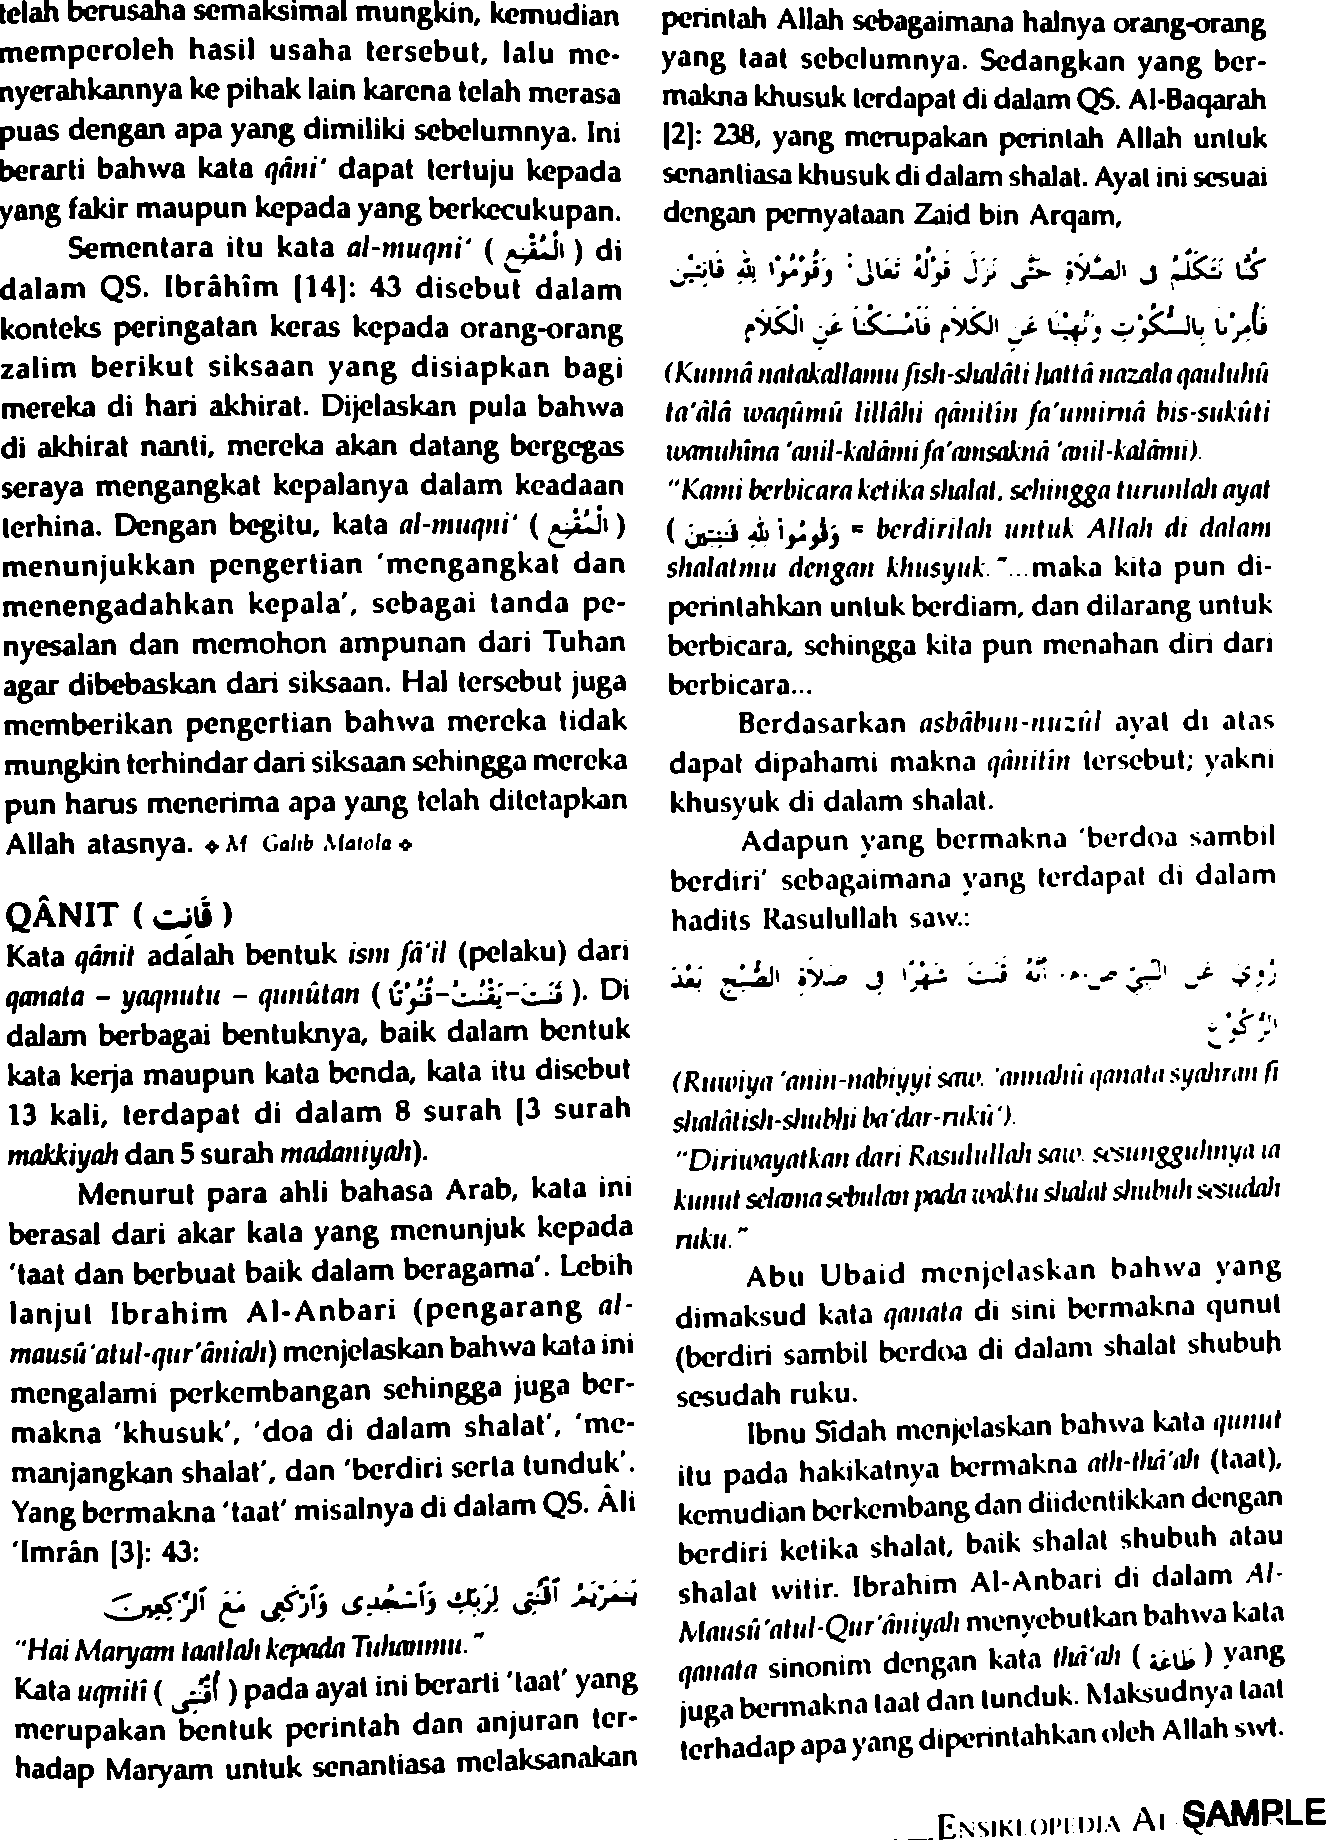 telah berusaha semaksimal mungkin, kemudian
memperoleh hasil usaha tersebut, lalu me-
nyerahkannya ke pihak lain karena telah merasa
puas dengan apa yang dimiliki sebelumnya. Ini
berarti bahwa kata qâni' dapat tertuju kepada
yang fakir maupun kepada yang berkecukupan.
Sementara itu kata al-muqni' ( الْمُقْنِع ) di
dalam QS. Ibrâhîm [14]: 43 disebut dalam
konteks peringatan keras kepada orang-orang
zalim berikut siksaan yang disiapkan bagi
mereka di hari akhirat. Dijelaskan pula bahwa
di akhirat nanti, mereka akan datang bergegas
seraya mengangkat kepalanya dalam keadaan
terhina. Dengan begitu, kata al-muqni' ( الْمُقْنِع )
menunjukkan pengertian 'mengangkat dan
menengadahkan kepala', sebagai tanda pe-
nyesalan dan memohon ampunan dari Tuhan
agar dibebaskan dari siksaan. Hal tersebut juga
memberikan pengertian bahwa mereka tidak
mungkin terhindar dari siksaan sehingga mereka
pun harus menerima apa yang telah ditetapkan
Allah atasnya. ❖ M Galib Matola ❖
QÂNIT ( قَانِت )
Kata qânit adalah bentuk ism fâ'il (pelaku) dari
qanata – yaqnutu – qunûtan ( قَنَتَ-يَقْنُتُ-قُنُوْتًا ). Di
dalam berbagai bentuknya, baik dalam bentuk
kata kerja maupun kata benda, kata itu disebut
13 kali, terdapat di dalam 8 surah [3 surah
makkiyah dan 5 surah madaniyah).
Menurut para ahli bahasa Arab, kata ini
berasal dari akar kata yang menunjuk kepada
'taat dan berbuat baik dalam beragama'. Lebih
lanjut Ibrahim Al-Anbari (pengarang al-
mausû'atul-qur'âniah) menjelaskan bahwa kata ini
mengalami perkembangan sehingga juga ber-
makna 'khusuk', 'doa di dalam shalat', 'me-
manjangkan shalat', dan 'berdiri serta tunduk'.
Yang bermakna 'taat' misalnya di dalam QS. Âli
'Imrân [3]: 43:
يَـٰمَرْيَمُ ٱقْنُتِى لِرَبِّكِ وَٱسْجُدِى وَٱرْكَعِى مَعَ ٱلرَّٰكِعِينَ
"Hai Maryam taatlah kepada Tuhanmu."
Kata uqnitî ( اُقْنُتِي ) pada ayat ini berarti 'taat' yang
merupakan bentuk perintah dan anjuran ter-
hadap Maryam untuk senantiasa melaksanakan
perintah Allah sebagaimana halnya orang-orang
yang taat sebelumnya. Sedangkan yang ber-
makna khusuk terdapat di dalam QS. Al-Baqarah
[2]: 238, yang merupakan perintah Allah untuk
senantiasa khusuk di dalam shalat. Ayat ini sesuai
dengan pernyataan Zaid bin Arqam,
كُنَّا نَتَكَلَّمُ فِى الصَّلاَةِ حَتَّى نَزَلَ قَوْلُهُ تَعَالَى : وَقُوْمُوْا لِلّٰهِ قَانِتِيْنَ
فَأُمِرْنَا بِالسُّكُوْتِ وَنُهِيْنَا عَنِ الْكَلاَمِ فَأَمْسَكْنَا عَنِ الْكَلاَمِ
(Kunnâ natakallamu fish-shalâti hattâ nazala qauluhû
ta'âlâ waqûmû lillâhi qânitîn fa'umirnâ bis-sukûti
wanuhîna 'anil-kalâmi fa'amsaknâ 'anil-kalâmi).
"Kami berbicara ketika shalat, sehingga turunlah ayat
( وَقُومُوا۟ لِلَّهِ قَـٰنِتِينَ = berdirilah untuk Allah di dalam
shalatmu dengan khusyuk."...maka kita pun di-
perintahkan untuk berdiam, dan dilarang untuk
berbicara, sehingga kita pun menahan diri dari
berbicara...
Berdasarkan asbâbun-nuzûl ayat di atas
dapat dipahami makna qânitîn tersebut; yakni
khusyuk di dalam shalat.
Adapun yang bermakna 'berdoa sambil
berdiri' sebagaimana yang terdapat di dalam
hadits Rasulullah saw.:
رُوِيَ عَنِ النَّبِيِّ ص.م. أَنَّهُ قَنَتَ شَهْرًا فِى صَلاَةِ الصُّبْحِ بَعْدَ
الرُّكُوْعِ
(Ruwiya 'anin-nabiyyi saw. 'annahû qanata syahran fî
shalâtish-shubhi ba'dar-rukû').
"Diriwayatkan dari Rasulullah saw. sesungguhnya ia
kunut selama sebulan pada waktu shalat shubuh sesudah
ruku."
Abu Ubaid menjelaskan bahwa yang
dimaksud kata qanata di sini bermakna qunut
(berdiri sambil berdoa di dalam shalat shubuh
sesudah ruku.
Ibnu Sîdah menjelaskan bahwa kata qunut
itu pada hakikatnya bermakna ath-thâ'ah (taat),
kemudian berkembang dan diidentikkan dengan
berdiri ketika shalat, baik shalat shubuh atau
shalat witir. Ibrahim Al-Anbari di dalam Al-
Mausû'atul-Qur'âniyah menyebutkan bahwa kata
qanata sinonim dengan kata thâ'ah ( طَاعَة ) yang
juga bermakna taat dan tunduk. Maksudnya taat
terhadap apa yang diperintahkan oleh Allah swt.
ENSIKLOPEDIA AL SAMPLE